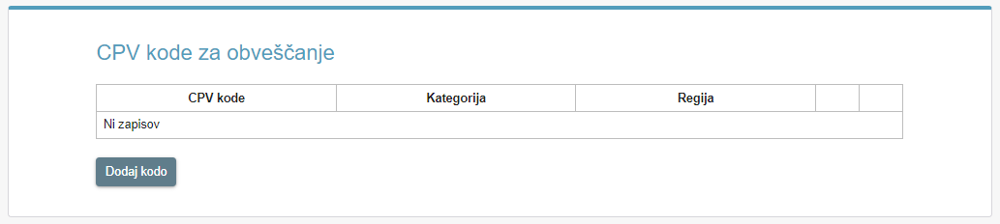 CPV kode za obveščanje
CPV kode Kategorija Regija
Ni zapisov
Dodaj kodo